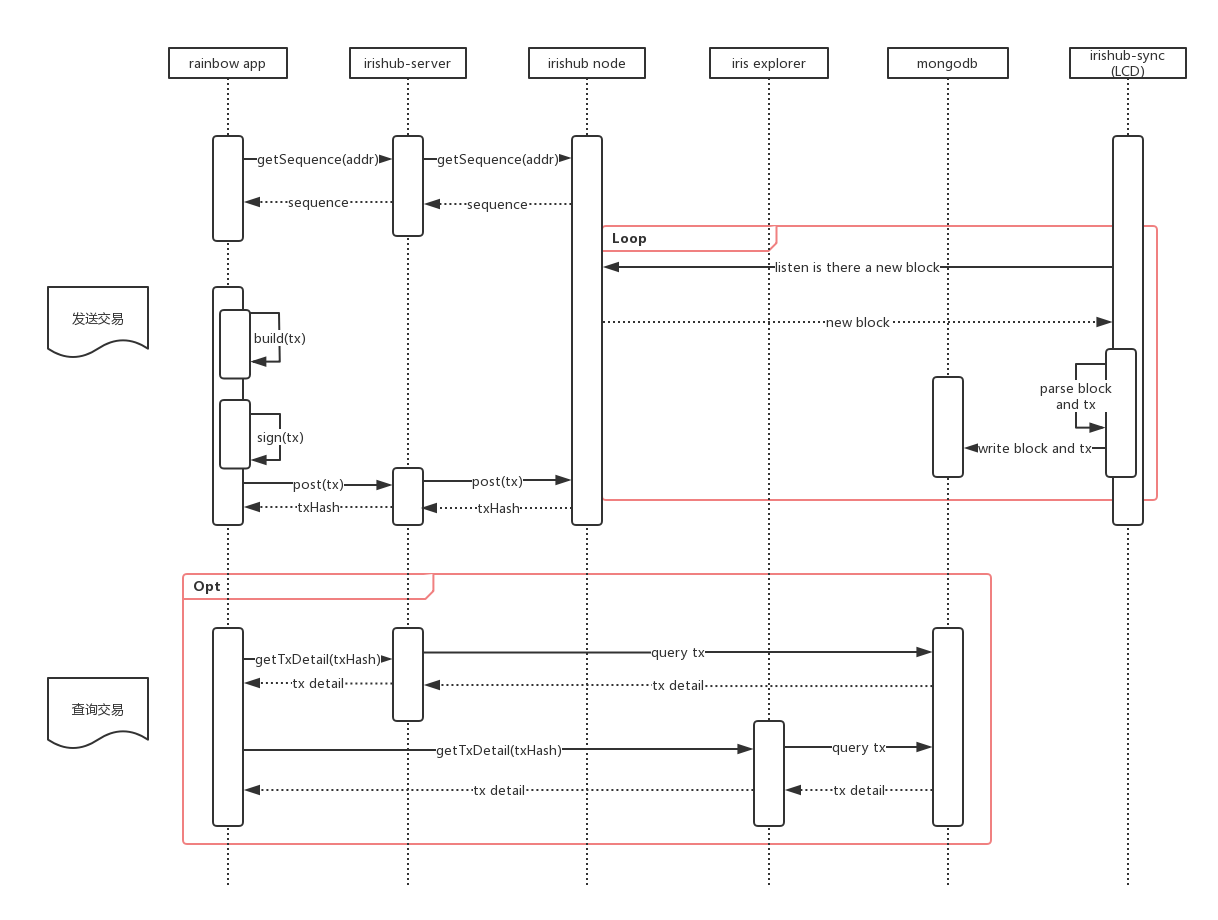 rainbow app
irishub-server
irishub node
iris explorer
mongodb
irishub-sync
(LCD)
getSequence(addr)
getSequence(addr)
sequence
sequence
Loop
listen is there a new block
发送交易
new block
build(tx)
parse block
and tx
sign(tx)
write block and tx
post(tx)
post(tx)
txHash
txHash
Opt
getTxDetail(txHash)
query tx
tx detail
tx detail
查询交易
getTxDetail(txHash)
query tx
tx detail
tx detail